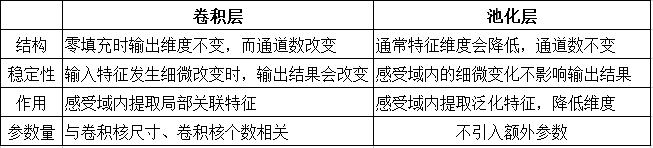 卷积层 池化层
结构 零填充时输出维度不变，而通道数改变 通常特征维度会降低，通道数不变
稳定性 输入特征发生细微改变时，输出结果会改变 感受域内的细微变化不影响输出结果
作用 感受域内提取局部关联特征 感受域内提取泛化特征，降低维度
参数量 与卷积核尺寸、卷积核个数相关 不引入额外参数